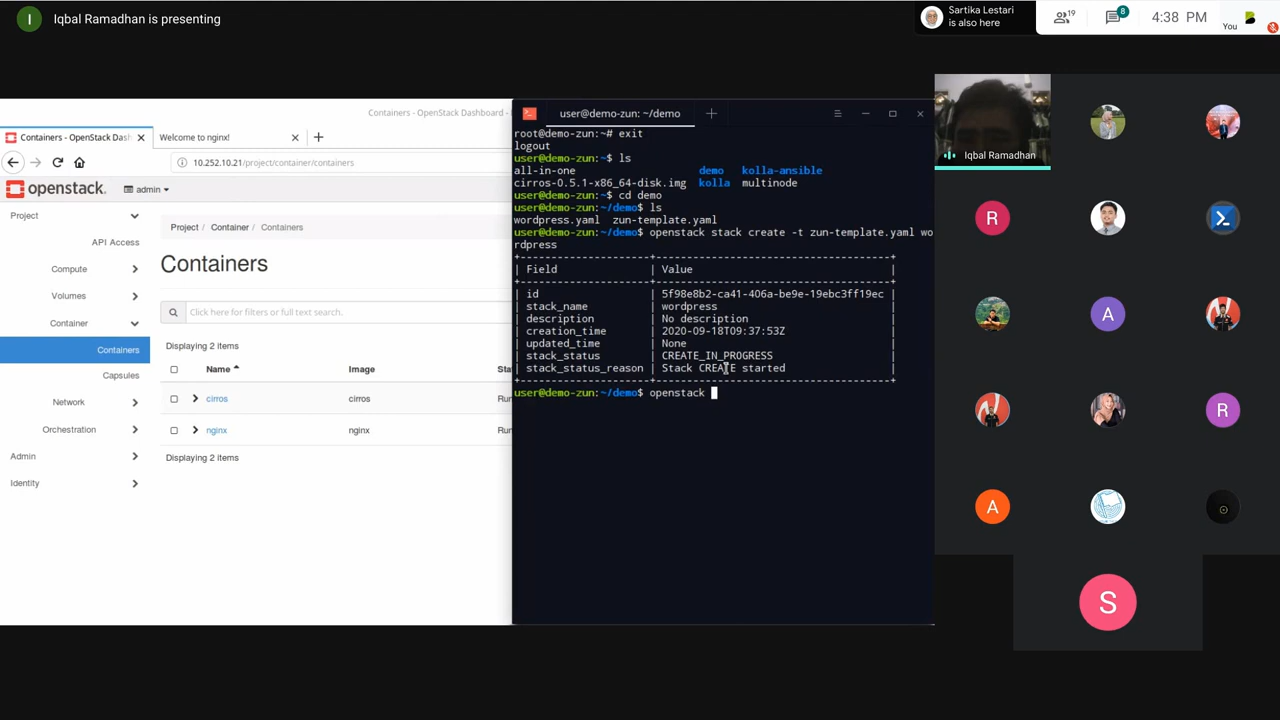 I
Iqbal Ramadhan is presenting
Sartika Lestari
is also here
19
8
4:38 PM
You
Containers - OpenStack Dashboard -
Containers - OpenStack Das
Welcome to nginx!
10.252.10.21/project/container/containers
openstack.
admin
Project
API Access
Compute
Volumes
Container
Containers
Capsules
Network
Orchestration
Admin
Identity
Project / Container / Containers
Containers
Click here for filters or full text search.
Displaying 2 items
Name
Image
Sta
cirros
cirros
Run
nginx
nginx
Run
Displaying 2 items
user@demo-zun: ~/demo
root@demo-zun:~# exit
logout
user@demo-zun:~$ ls
all-in-one demo kolla-ansible
cirros-0.5.1-x86_64-disk.img kolla multinode
user@demo-zun:~$ cd demo
user@demo-zun:~/demo$ ls
wordpress.yaml zun-template.yaml
user@demo-zun:~/demo$ openstack stack create -t zun-template.yaml wo
rdpress
+---------------------+--------------------------------------+
| Field | Value |
+---------------------+--------------------------------------+
| id | 5f98e8b2-ca41-406a-be9e-19ebc3ff19ec |
| stack_name | wordpress |
| description | No description |
| creation_time | 2020-09-18T09:37:53Z |
| updated_time | None |
| stack_status | CREATE_IN_PROGRESS |
| stack_status_reason | Stack CREATE started |
+---------------------+--------------------------------------+
user@demo-zun:~/demo$ openstack
Iqbal Ramadhan
R
A
R
A
S